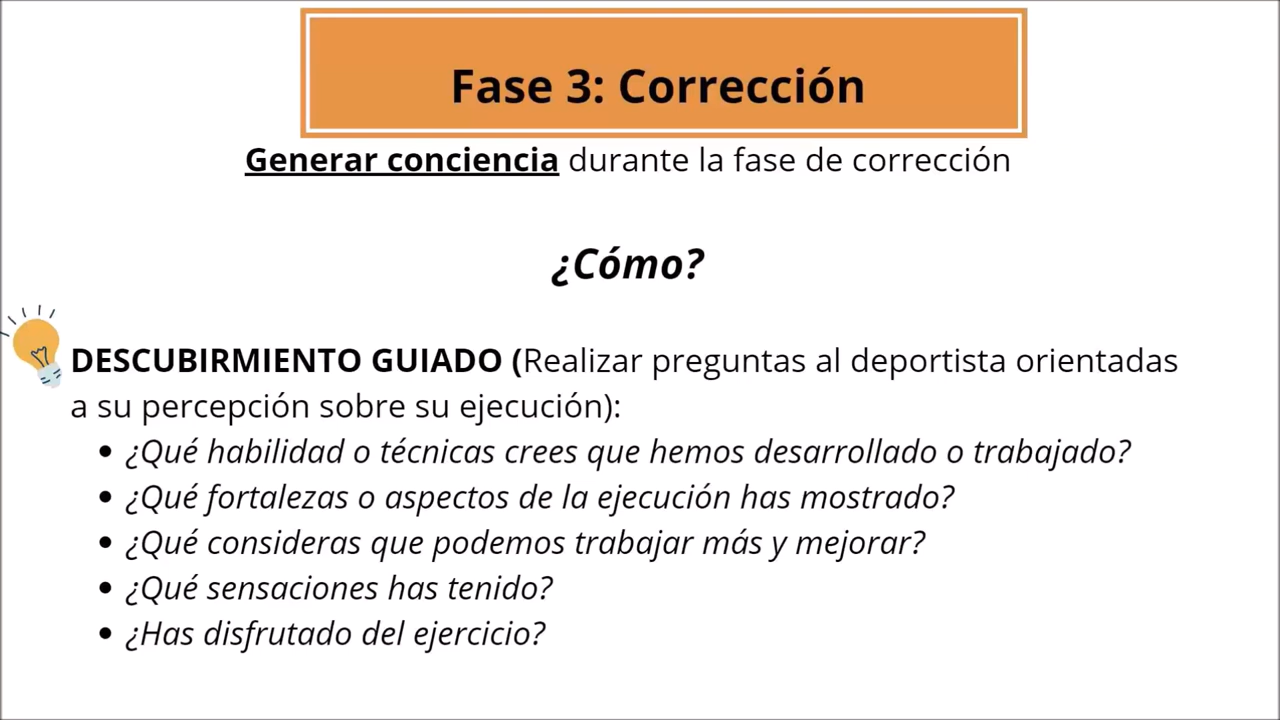 Fase 3: Corrección
Generar conciencia durante la fase de corrección
¿Cómo?
DESCUBIRMIENTO GUIADO (Realizar preguntas al deportista orientadas
a su percepción sobre su ejecución):
• ¿Qué habilidad o técnicas crees que hemos desarrollado o trabajado?
• ¿Qué fortalezas o aspectos de la ejecución has mostrado?
• ¿Qué consideras que podemos trabajar más y mejorar?
• ¿Qué sensaciones has tenido?
• ¿Has disfrutado del ejercicio?